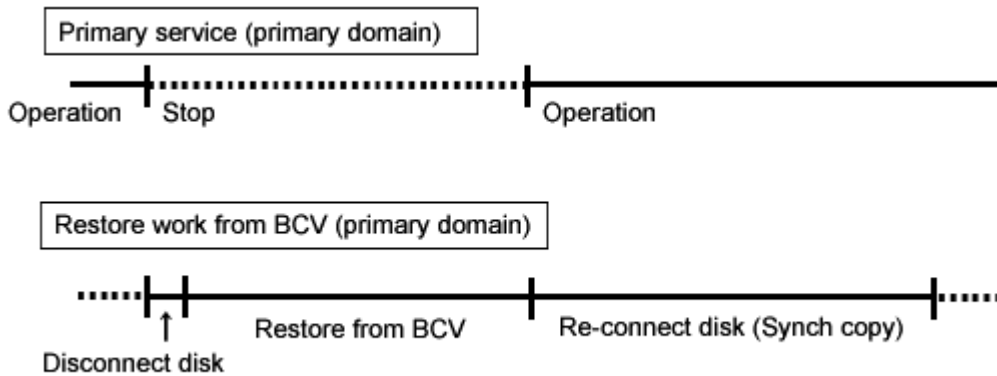 Primary service (primary domain)
Operation Stop Operation
Restore work from BCV (primary domain)
Restore from BCV Re-connect disk (Synch copy)
Disconnect disk